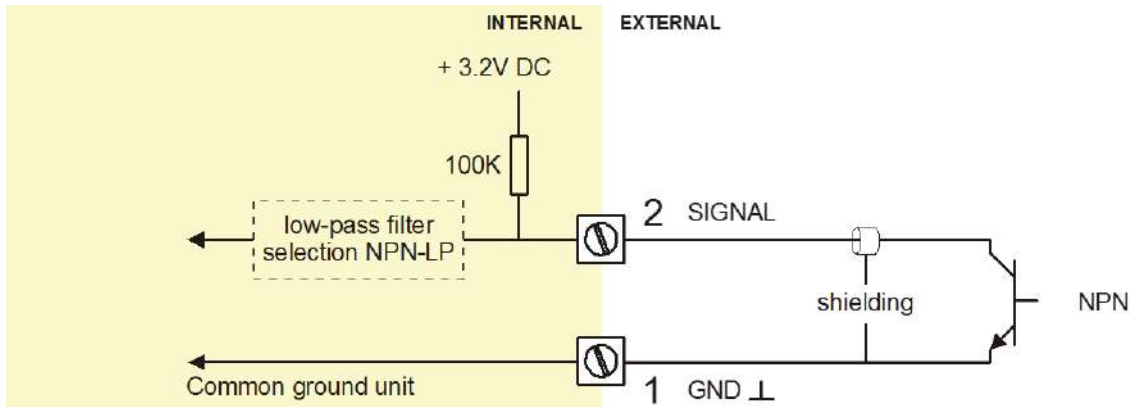 INTERNAL EXTERNAL
+ 3.2V DC
100K
low-pass filter
selection NPN-LP
2 SIGNAL
shielding
NPN
Common ground unit
1 GND ⊥